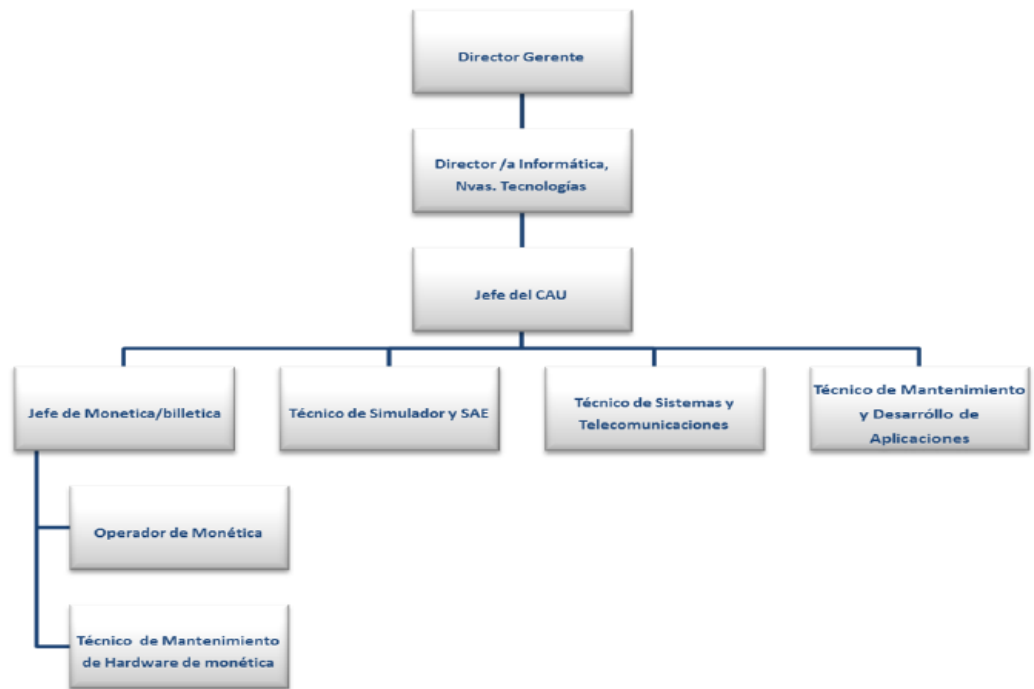 Director Gerente
Director /a Informática,
Nvas. Tecnologías
Jefe del CAU
Jefe de Monetica/billetica
Técnico de Simulador y SAE
Técnico de Sistemas y
Telecomunicaciones
Técnico de Mantenimiento
y Desarróllo de
Aplicaciones
Operador de Monética
Técnico de Mantenimiento
de Hardware de monética